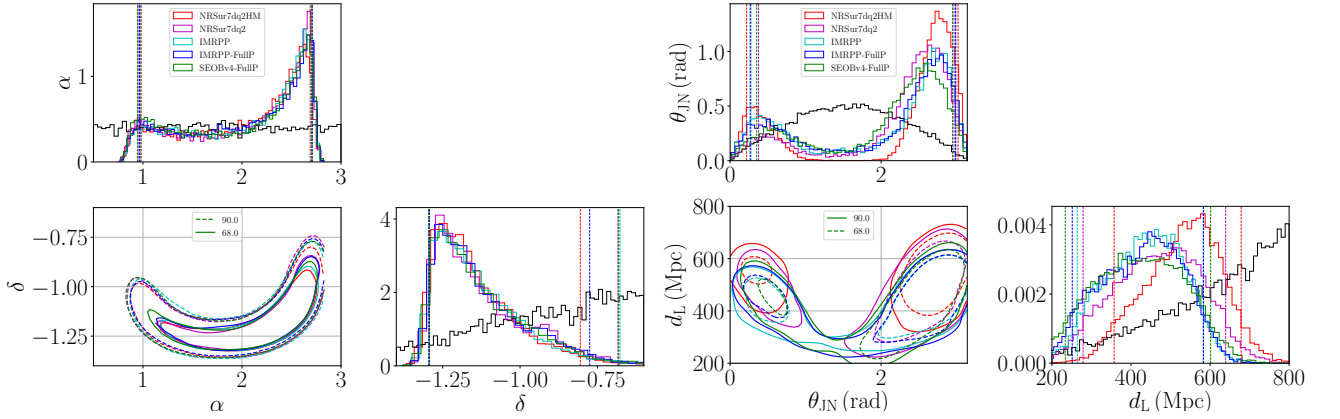 α
1
0
NRSur7dq2HM
NRSur7dq2
IMRPP
IMRPP-FullP
SEOBv4-FullP
1 2 3
θJN (rad)
1.0
0.5
0.0
NRSur7dq2HM
NRSur7dq2
IMRPP
IMRPP-FullP
SEOBv4-FullP
0 2
δ
−0.75
−1.00
−1.25
90.0
68.0
1 2 3
α
4
2
0
−1.25 −1.00 −0.75
δ
dL (Mpc)
800
600
400
200
90.0
68.0
0 2
θJN (rad)
0.004
0.002
0.000
200 400 600 800
dL (Mpc)